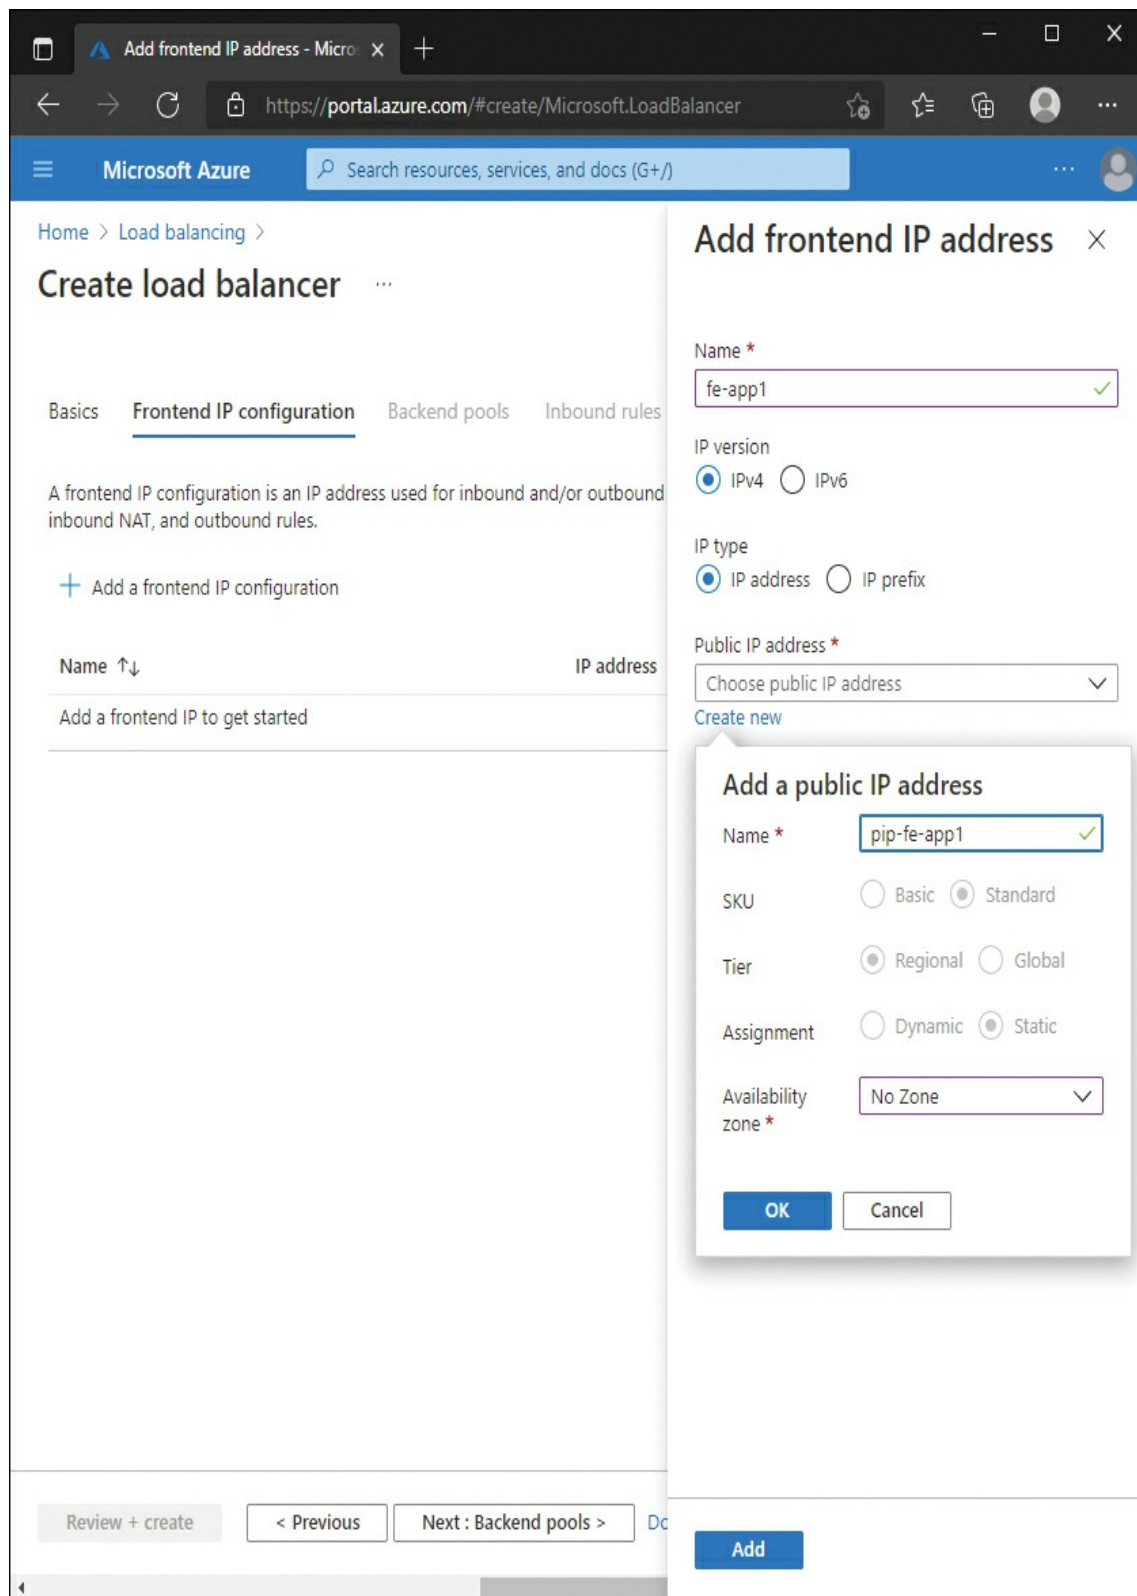 Add frontend IP address - Micro
https://portal.azure.com/#create/Microsoft.LoadBalancer
Microsoft Azure
Search resources, services, and docs (G+/)
Home > Load balancing >
Create load balancer ...
Basics Frontend IP configuration Backend pools Inbound rules
A frontend IP configuration is an IP address used for inbound and/or outbound
inbound NAT, and outbound rules.
+ Add a frontend IP configuration
Name ↑↓ IP address
Add a frontend IP to get started
Review + create
< Previous
Next : Backend pools >
Do
Add frontend IP address
Name *
fe-app1
IP version
IPv4 IPv6
IP type
IP address IP prefix
Public IP address *
Choose public IP address
Create new
Add a public IP address
Name * pip-fe-app1
SKU Basic Standard
Tier Regional Global
Assignment Dynamic Static
Availability
zone *
No Zone
OK Cancel
Add